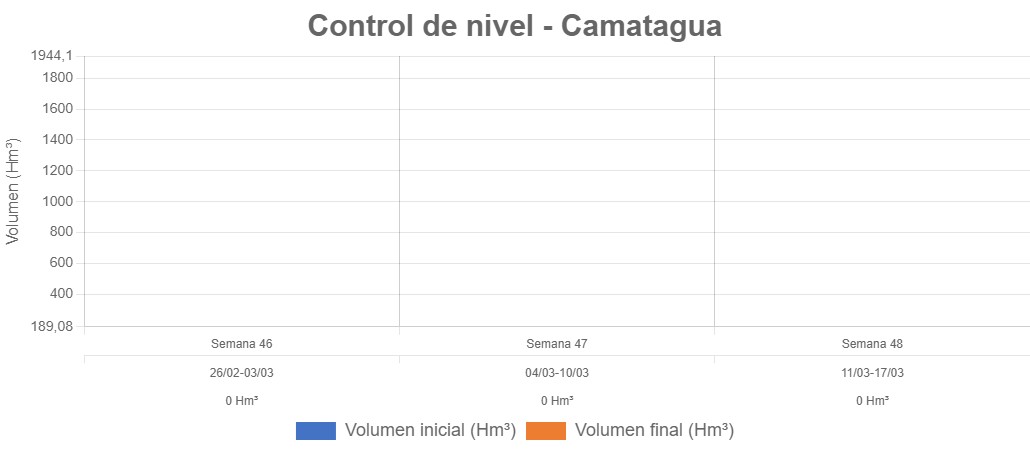 Control de nivel - Camatagua
Volumen (Hm³)
1944,1
1800
1600
1400
1200
1000
800
600
400
189,08
Semana 46 Semana 47 Semana 48
26/02-03/03 04/03-10/03 11/03-17/03
0 Hm³ 0 Hm³ 0 Hm³
Volumen inicial (Hm³) Volumen final (Hm³)